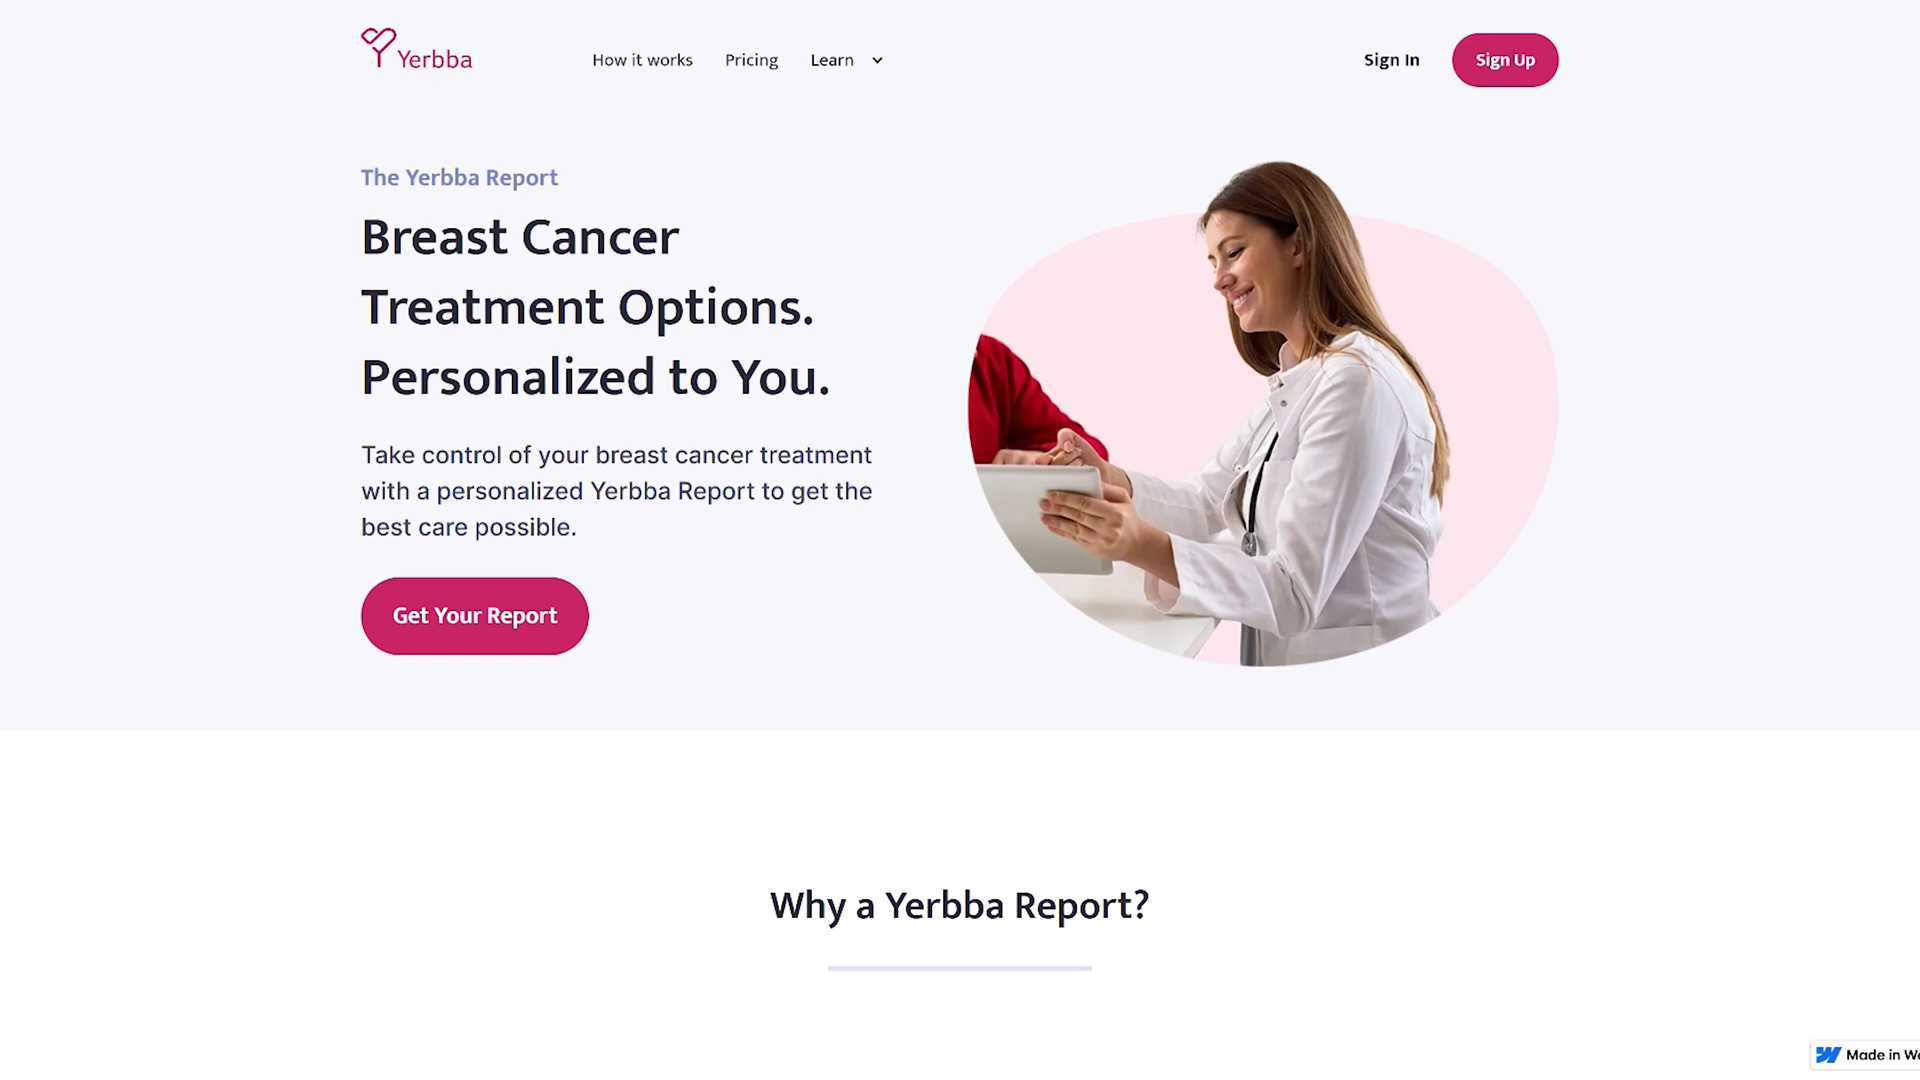 Yerbba
How it works
Pricing
Learn
Sign In
Sign Up
The Yerbba Report
Breast Cancer
Treatment Options.
Personalized to You.
Take control of your breast cancer treatment
with a personalized Yerbba Report to get the
best care possible.
Get Your Report
Why a Yerbba Report?
Made in